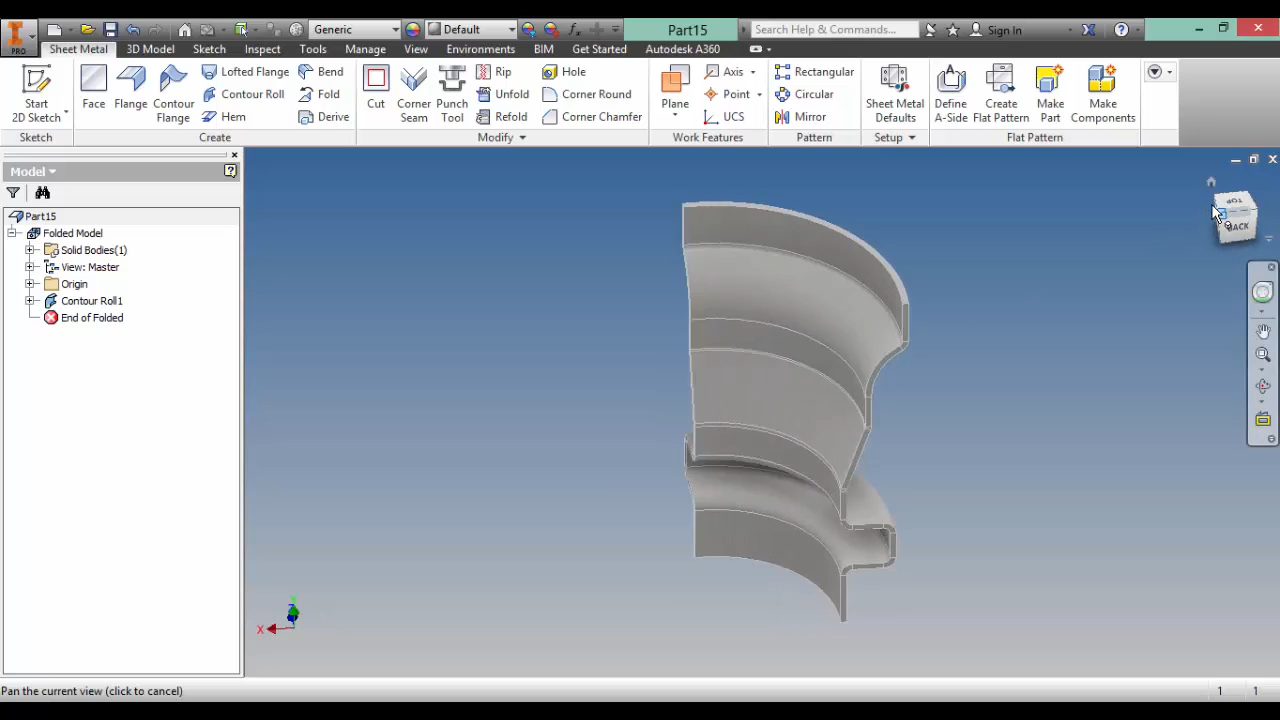 PRO
Generic
Default
Part15
Search Help & Commands...
Sign In
Sheet Metal
3D Model
Sketch
Inspect
Tools
Manage
View
Environments
BIM
Get Started
Autodesk A360
Start
2D Sketch
Sketch
Face
Flange
Contour
Flange
Lofted Flange
Contour Roll
Hem
Bend
Fold
Derive
Create
Cut
Corner
Seam
Punch
Tool
Rip
Unfold
Refold
Hole
Corner Round
Corner Chamfer
Modify
Plane
Axis
Point
UCS
Work Features
Rectangular
Circular
Mirror
Pattern
Sheet Metal
Defaults
Setup
Define
A-Side
Create
Flat Pattern
Make
Part
Make
Components
Flat Pattern
Model
Part15
Folded Model
Solid Bodies(1)
View: Master
Origin
Contour Roll1
End of Folded
TOP
BACK
X
Y
Z
Pan the current view (click to cancel)
1
1